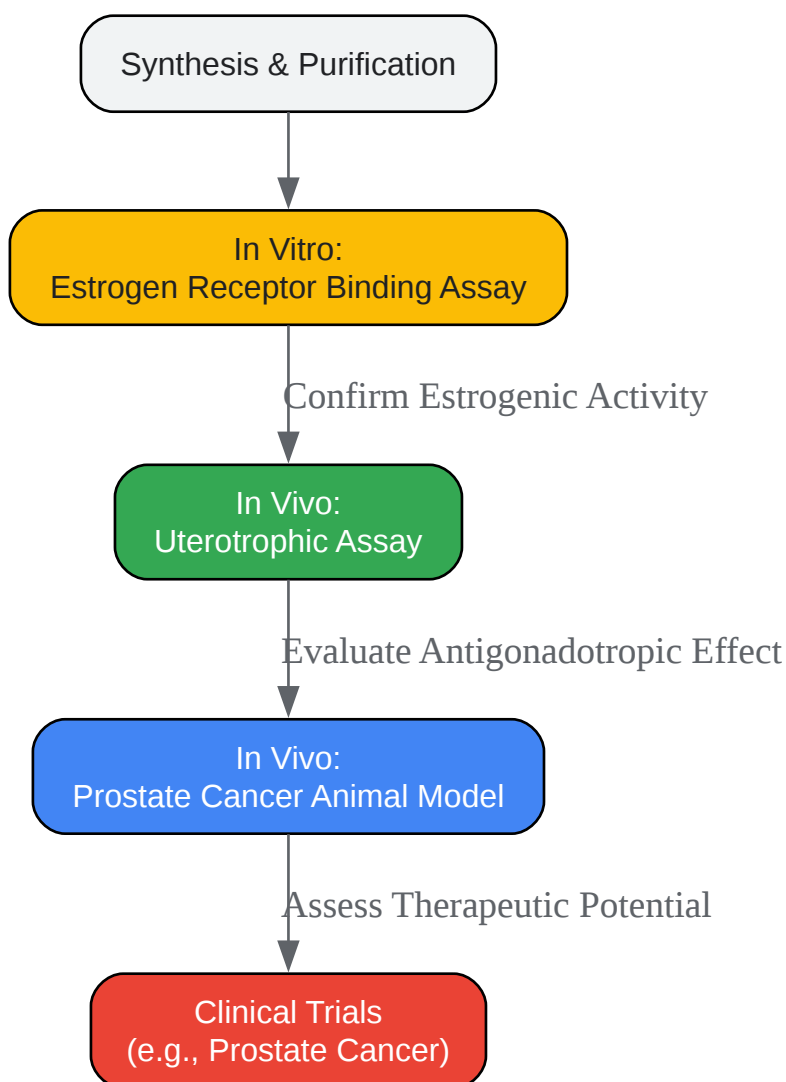 Synthesis & Purification
In Vitro:
Estrogen Receptor Binding Assay
Confirm Estrogenic Activity
In Vivo:
Uterotrophic Assay
Evaluate Antigonadotropic Effect
In Vivo:
Prostate Cancer Animal Model
Assess Therapeutic Potential
Clinical Trials
(e.g., Prostate Cancer)